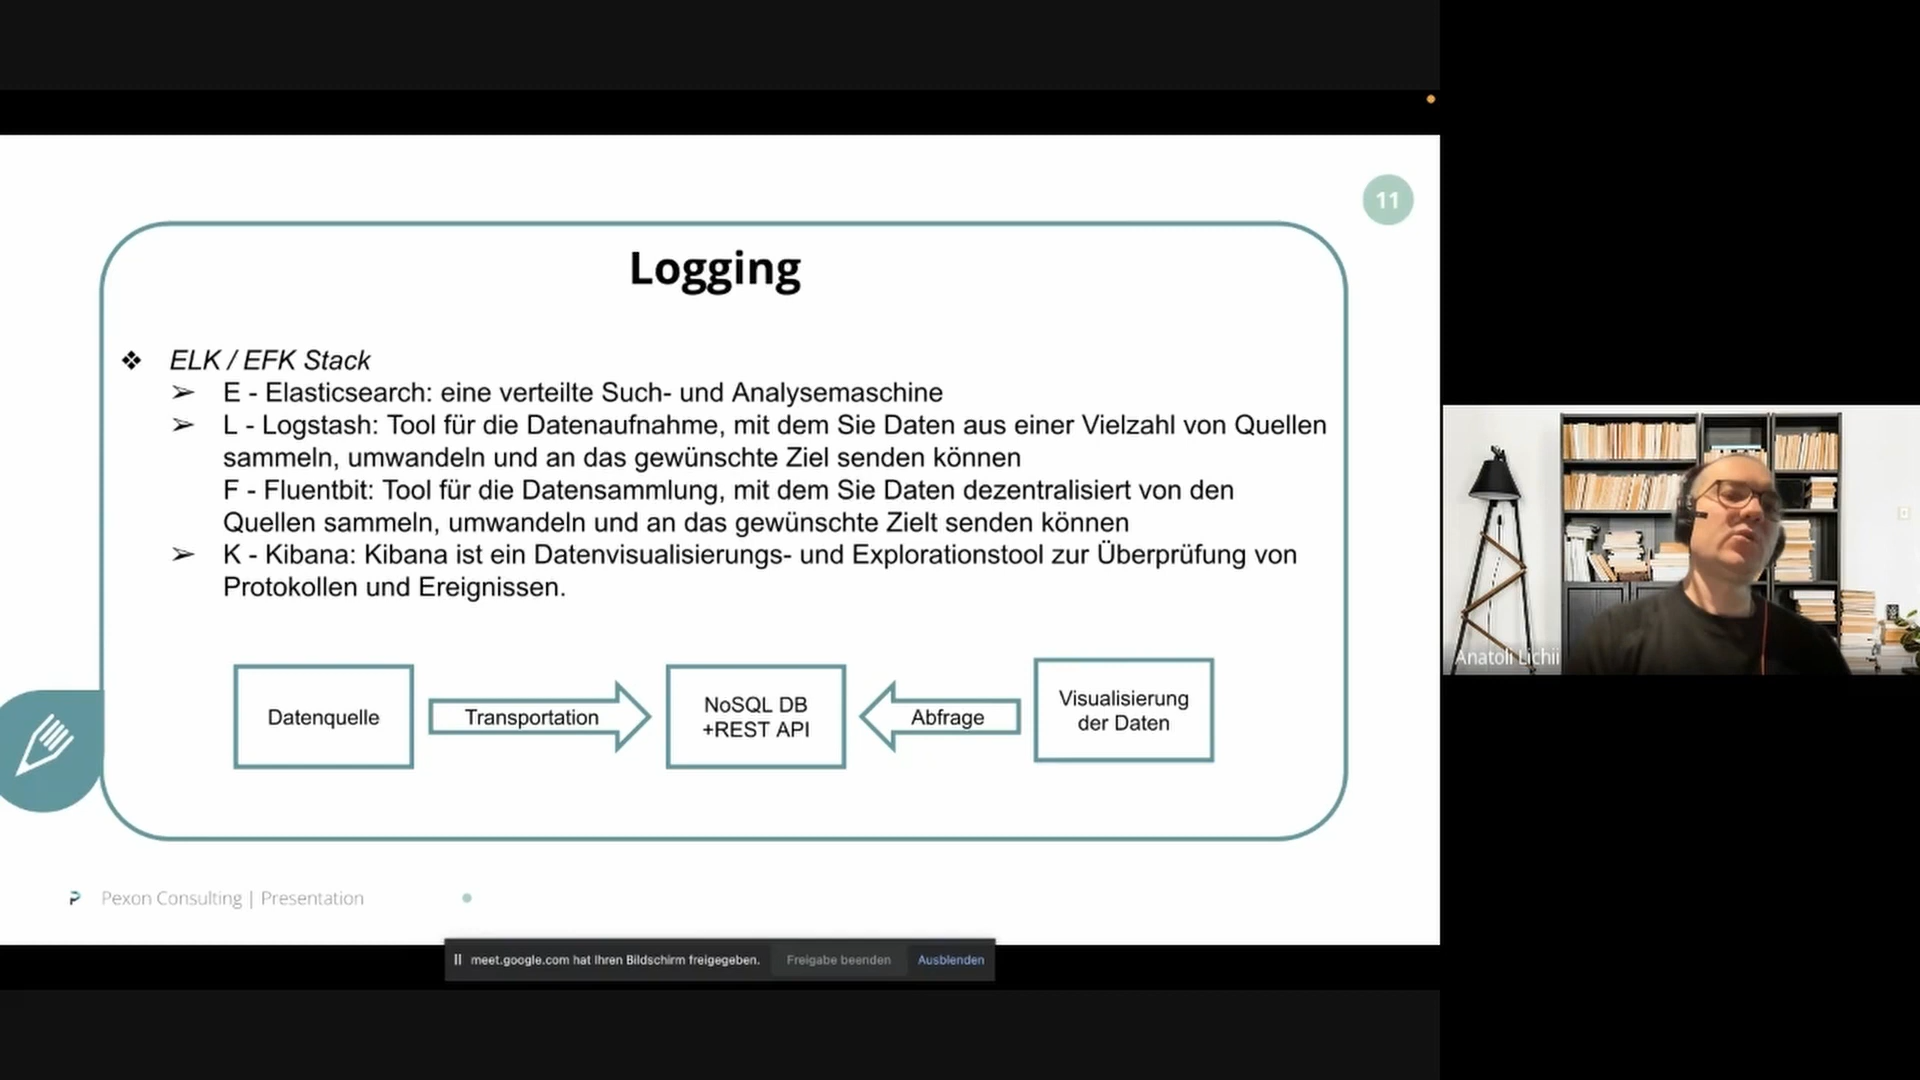 11
Logging
❖ ELK / EFK Stack
➢ E - Elasticsearch: eine verteilte Such- und Analysemaschine
➢ L - Logstash: Tool für die Datenaufnahme, mit dem Sie Daten aus einer Vielzahl von Quellen
sammeln, umwandeln und an das gewünschte Ziel senden können
F - Fluentbit: Tool für die Datensammlung, mit dem Sie Daten dezentralisiert von den
Quellen sammeln, umwandeln und an das gewünschte Zielt senden können
➢ K - Kibana: Kibana ist ein Datenvisualisierungs- und Explorationstool zur Überprüfung von
Protokollen und Ereignissen.
Datenquelle
Transportation
NoSQL DB
+REST API
Abfrage
Visualisierung
der Daten
Pexon Consulting | Presentation
meet.google.com hat Ihren Bildschirm freigegeben. Freigabe beenden Ausblenden
Anatoli Lichii